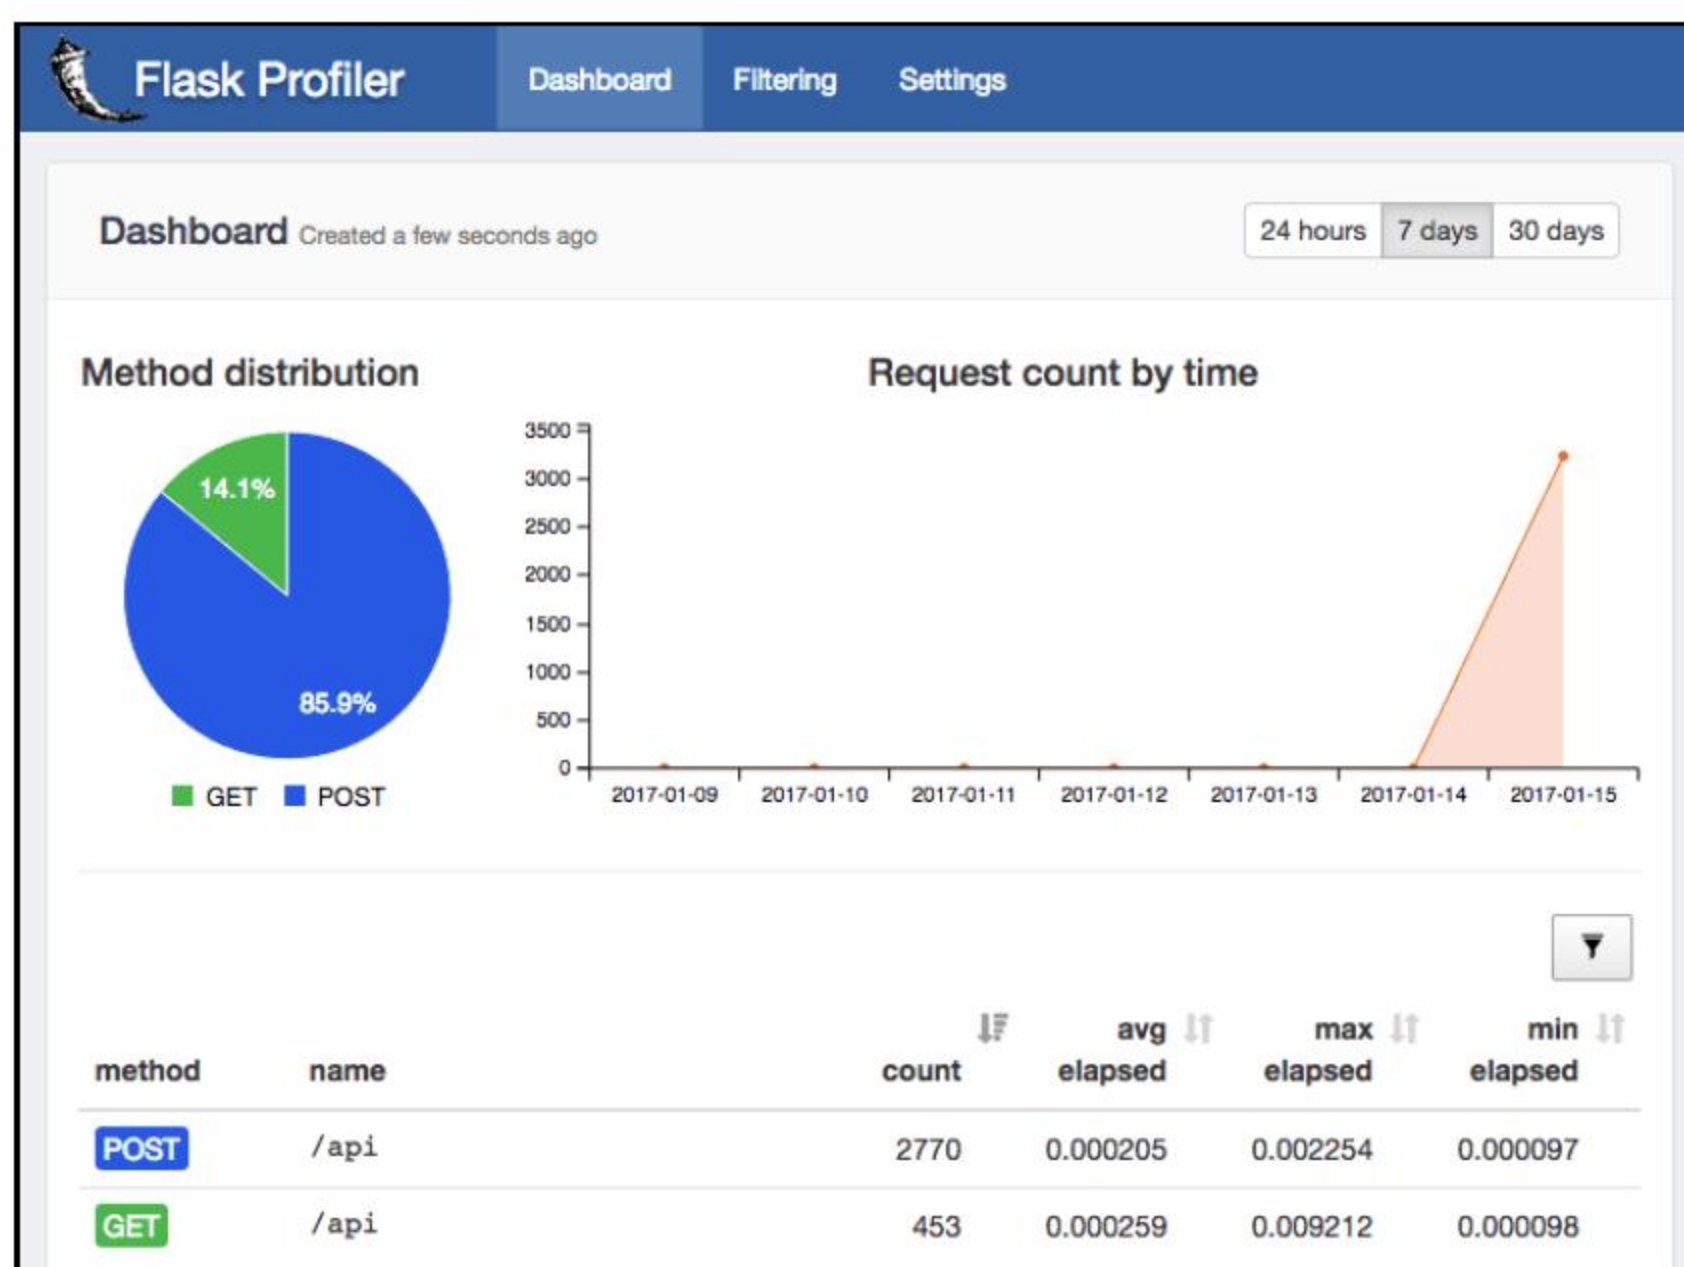 Flask Profiler Dashboard Filtering Settings
Dashboard Created a few seconds ago 24 hours 7 days 30 days
Method distribution
14.1%
85.9%
GET POST
Request count by time
3500
3000
2500
2000
1500
1000
500
0
2017-01-09 2017-01-10 2017-01-11 2017-01-12 2017-01-13 2017-01-14 2017-01-15
method name count avg elapsed max elapsed min elapsed
POST /api 2770 0.000205 0.002254 0.000097
GET /api 453 0.000259 0.009212 0.000098